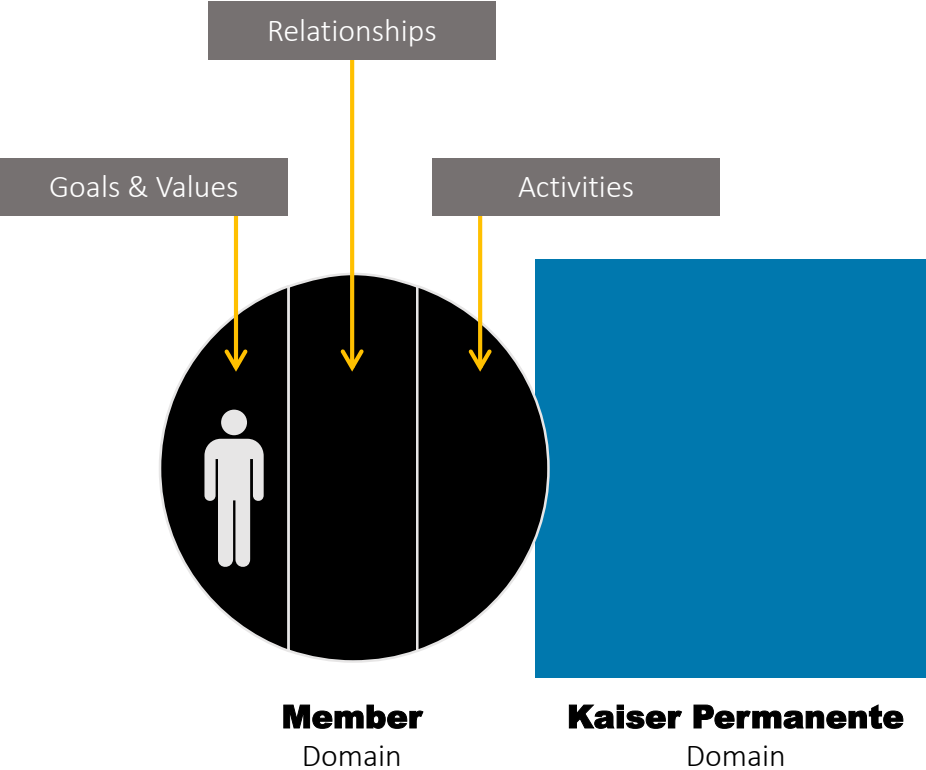 Relationships
Goals & Values
Activities
Member
Domain
Kaiser Permanente
Domain